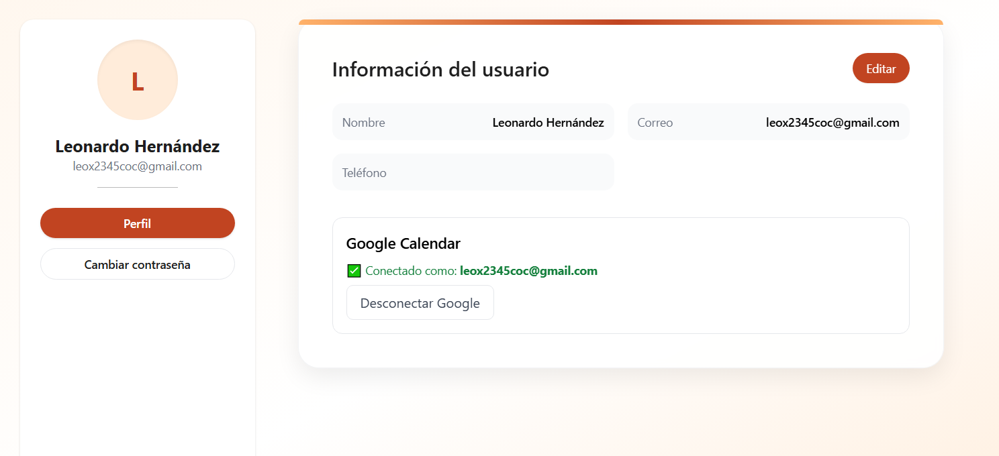 L
Leonardo Hernández
leox2345coc@gmail.com
Perfil
Cambiar contraseña
Información del usuario
Editar
Nombre Leonardo Hernández
Correo leox2345coc@gmail.com
Teléfono
Google Calendar
✅ Conectado como: leox2345coc@gmail.com
Desconectar Google